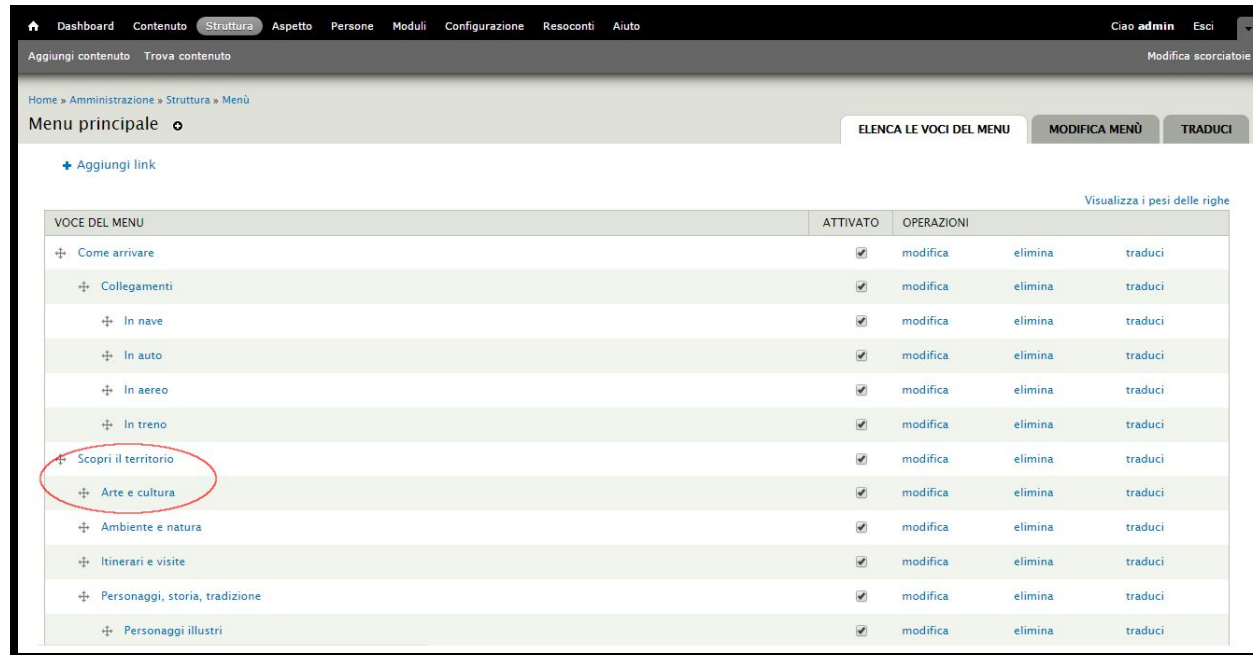 Dashboard Contenuto Struttura Aspetto Persone Moduli Configurazione Resoconti Aiuto Ciao admin Esci
Aggiungi contenuto Trova contenuto Modifica scorciatoie
Home » Amministrazione » Struttura » Menù
Menu principale ELENCA LE VOCI DEL MENU MODIFICA MENÙ TRADUCI
Aggiungi link
Visualizza i pesi delle righe
VOCE DEL MENU ATTIVATO OPERAZIONI
Come arrivare modifica elimina traduci
Collegamenti modifica elimina traduci
In nave modifica elimina traduci
In auto modifica elimina traduci
In aereo modifica elimina traduci
In treno modifica elimina traduci
Scopri il territorio modifica elimina traduci
Arte e cultura modifica elimina traduci
Ambiente e natura modifica elimina traduci
Itinerari e visite modifica elimina traduci
Personaggi, storia, tradizione modifica elimina traduci
Personaggi illustri modifica elimina traduci